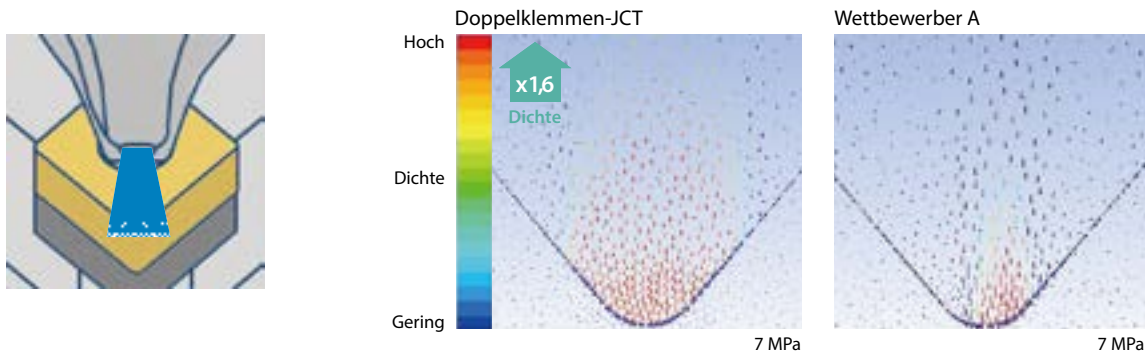 Doppelklemmen-JCT
Wettbewerber A
Hoch
x1,6
Dichte
Dichte
Gering
7 MPa
7 MPa